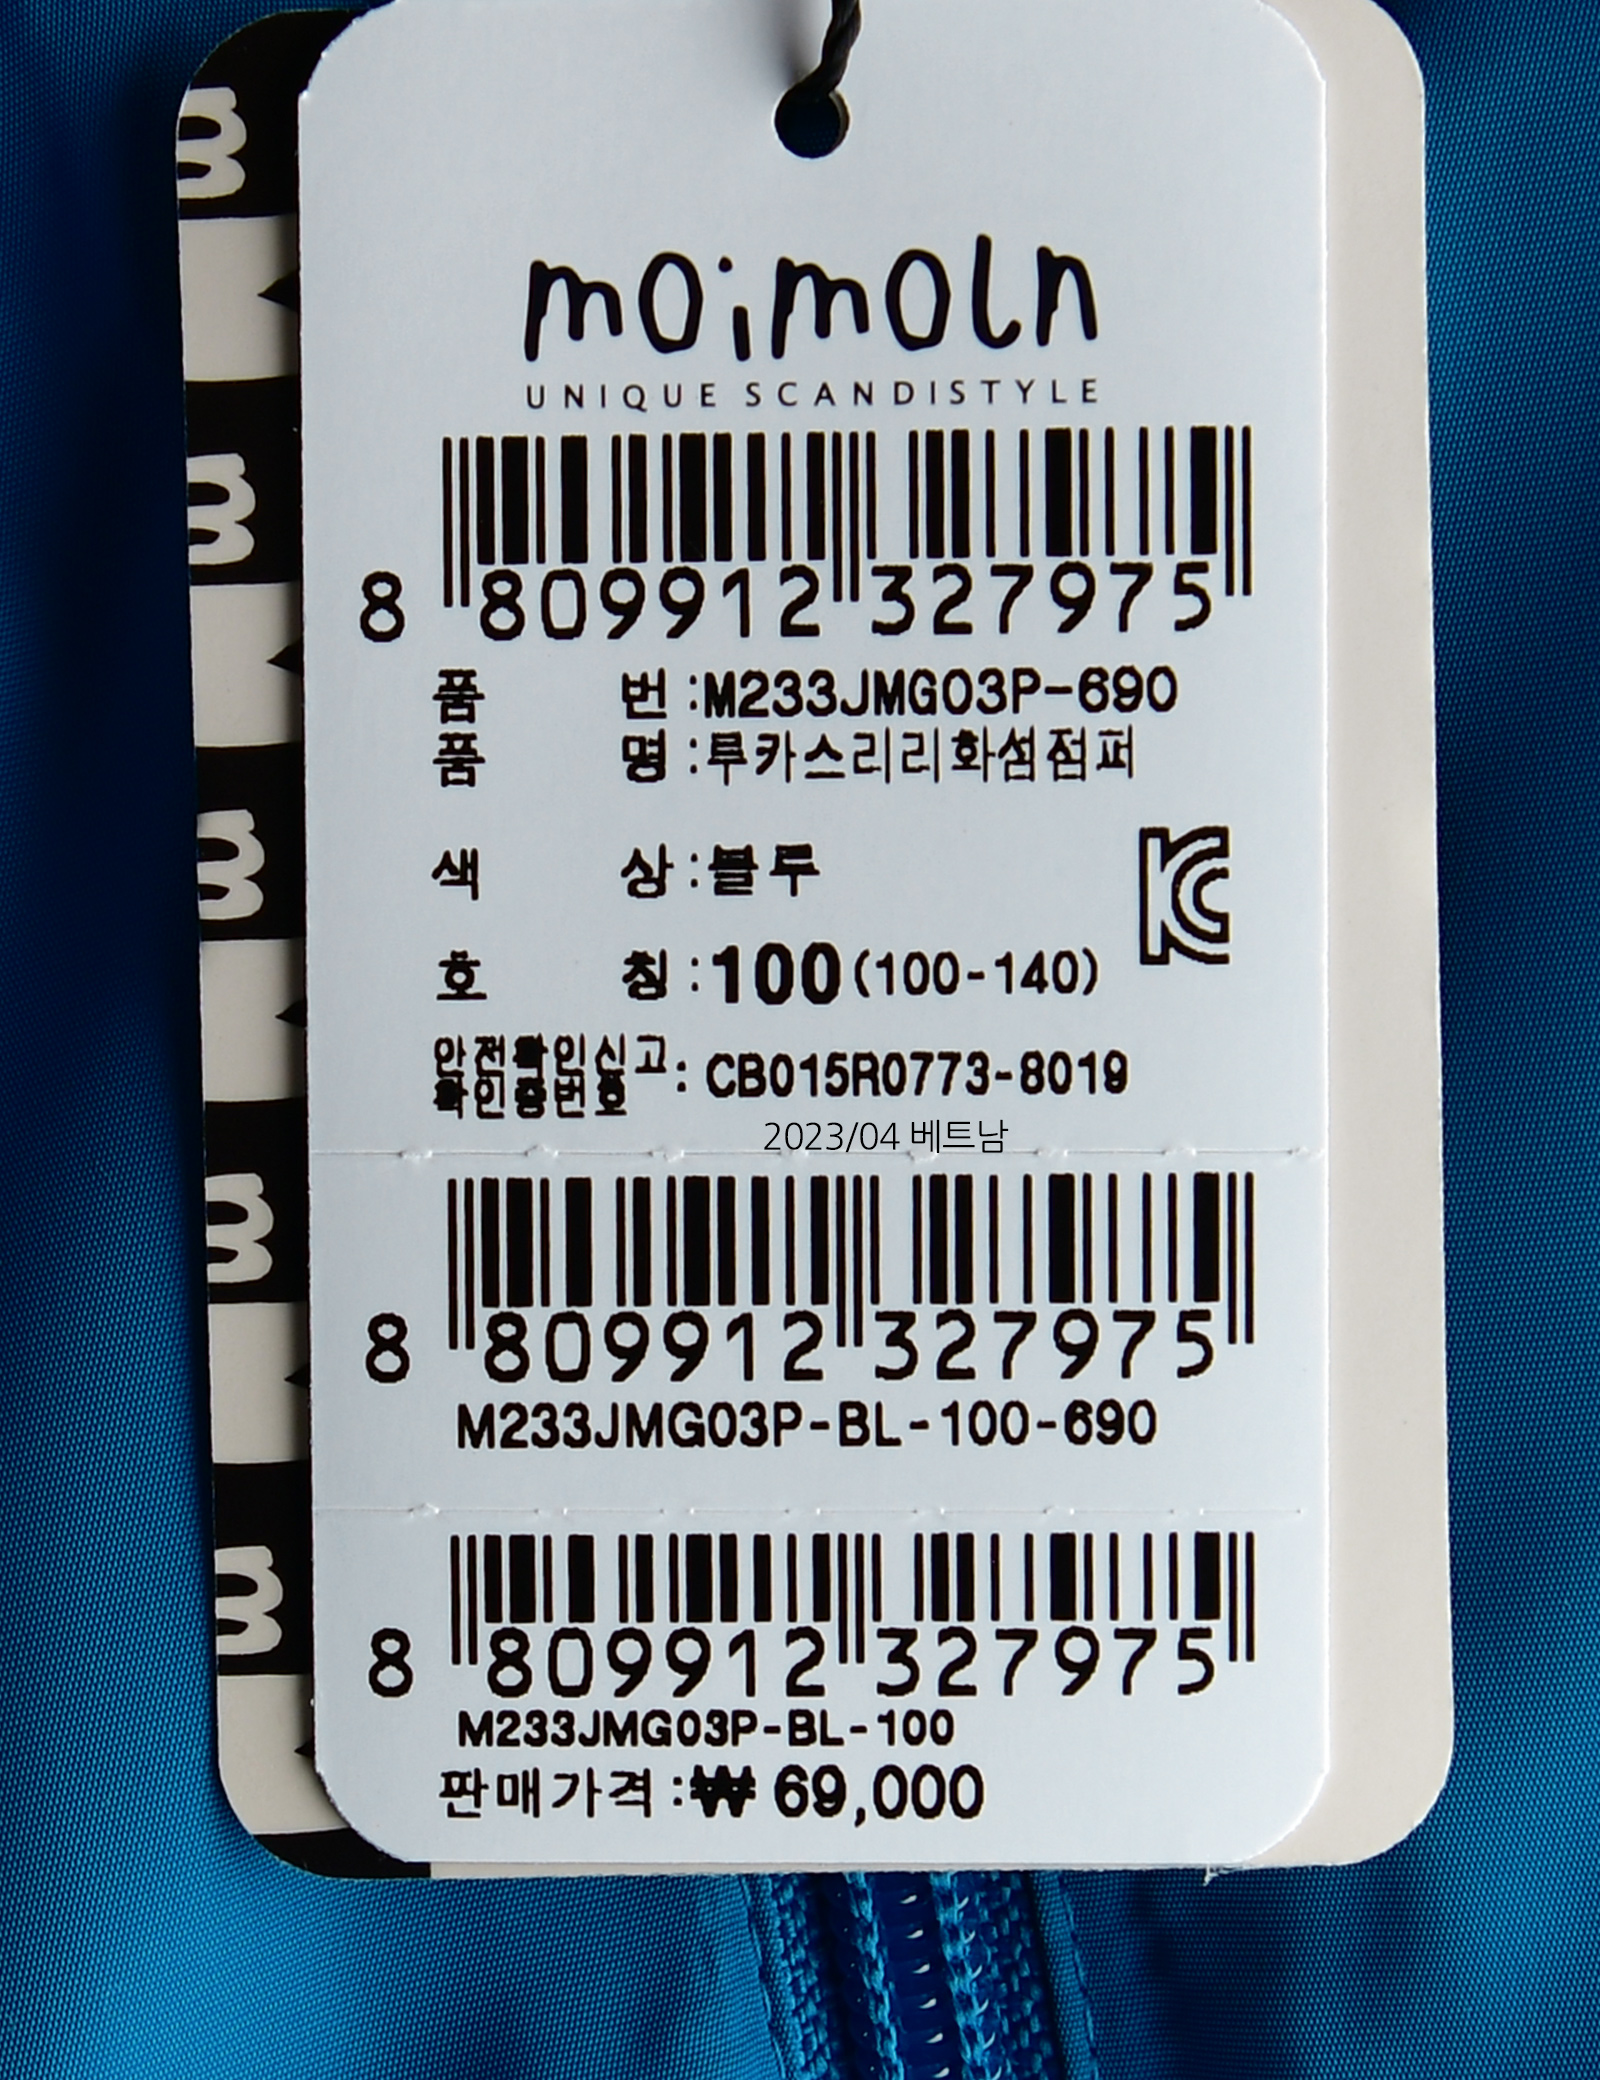 moimoln
UNIQUE SCANDISTYLE
8 809912 327975
품 번 :M233JMG03P-690
품 명 :루카스리리화섬점퍼
색 상 :블루
호 칭 :100(100-140)
KC
안전확인신고
확인증번호 : CB015R0773-8019
2023/04 베트남
8 809912 327975
M233JMG03P-BL-100-690
8 809912 327975
M233JMG03P-BL-100
판매가격 :₩ 69,000